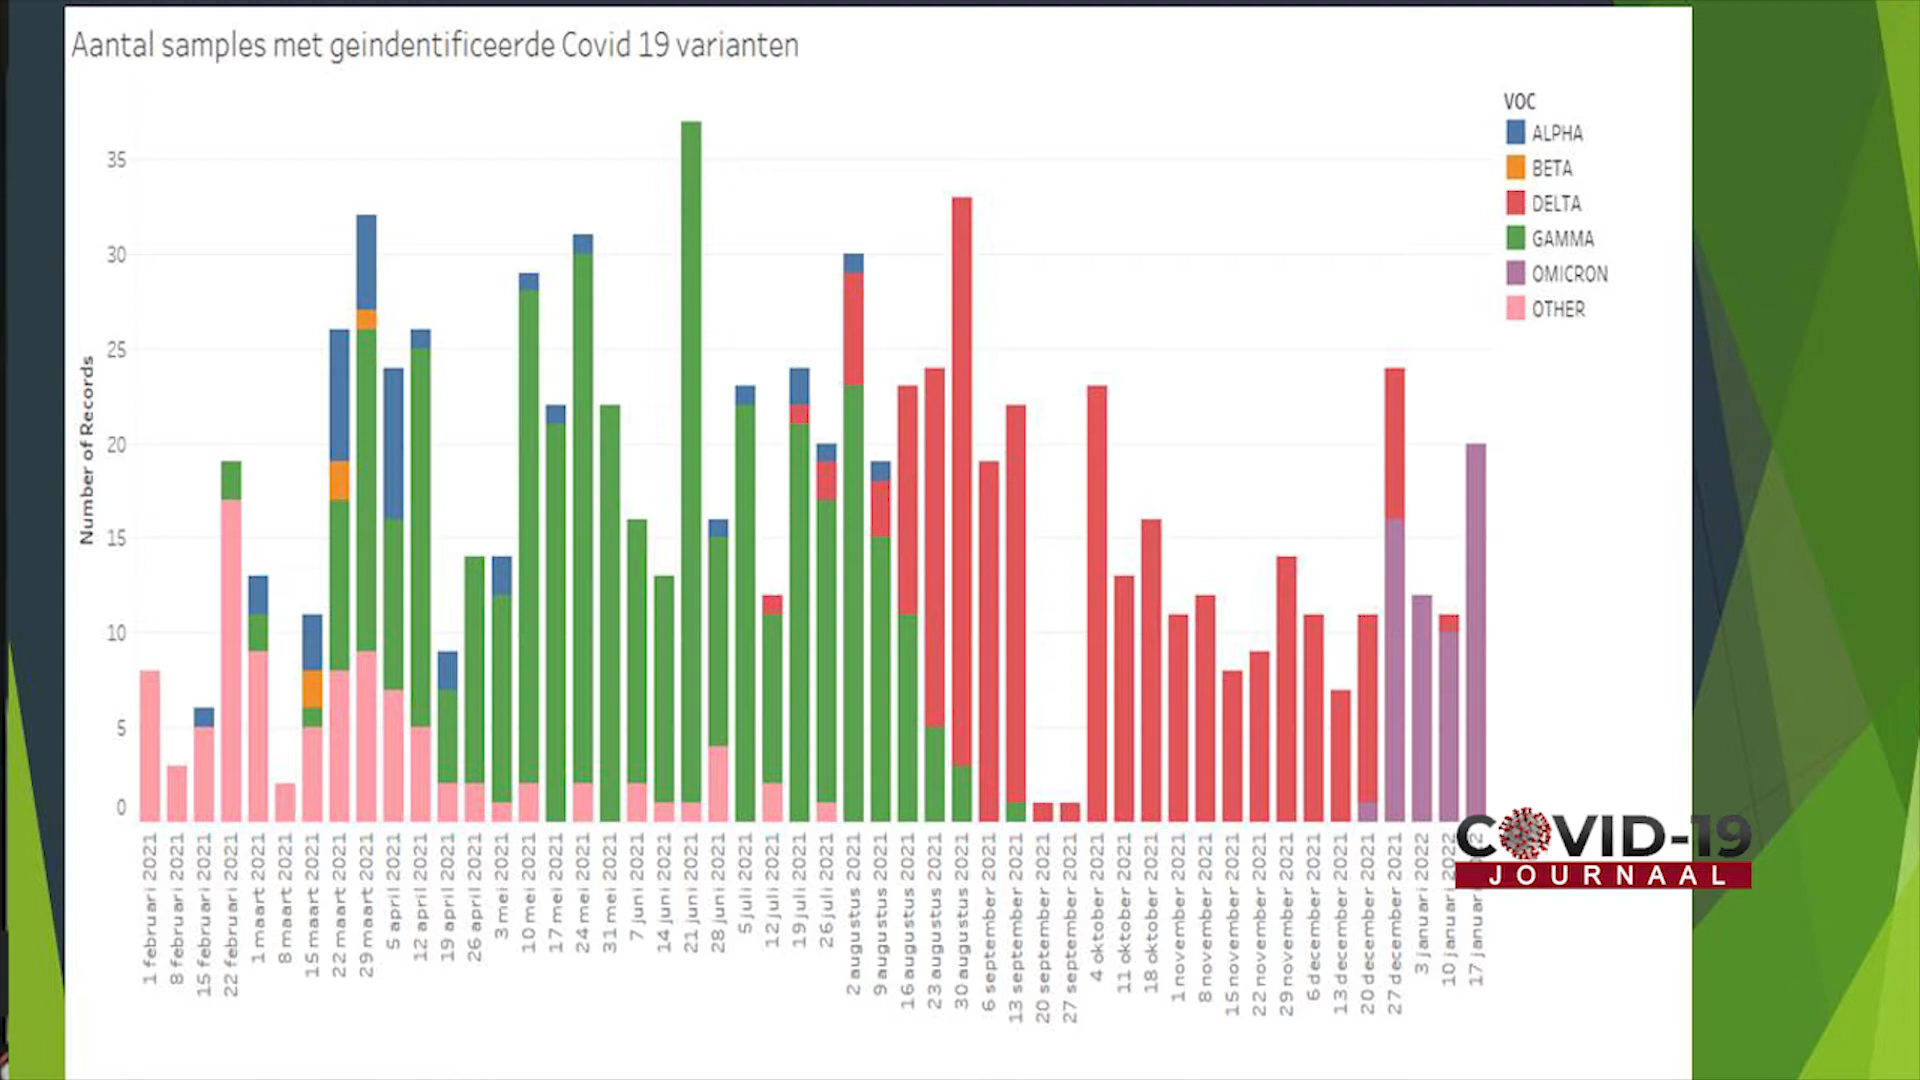 Aantal samples met geindentificeerde Covid 19 varianten
VOC
ALPHA
BETA
DELTA
GAMMA
OMICRON
OTHER
Number of Records
35
30
25
20
15
10
5
0
1 februari 2021
8 februari 2021
15 februari 2021
22 februari 2021
1 maart 2021
8 maart 2021
15 maart 2021
22 maart 2021
29 maart 2021
5 april 2021
12 april 2021
19 april 2021
26 april 2021
3 mei 2021
10 mei 2021
17 mei 2021
24 mei 2021
31 mei 2021
7 juni 2021
14 juni 2021
21 juni 2021
28 juni 2021
5 juli 2021
12 juli 2021
19 juli 2021
26 juli 2021
2 augustus 2021
9 augustus 2021
16 augustus 2021
23 augustus 2021
30 augustus 2021
6 september 2021
13 september 2021
20 september 2021
27 september 2021
4 oktober 2021
11 oktober 2021
18 oktober 2021
1 november 2021
8 november 2021
15 november 2021
22 november 2021
29 november 2021
6 december 2021
13 december 2021
20 december 2021
27 december 2021
3 januari 2022
10 januari 2022
17
COVID-19
JOURNAAL